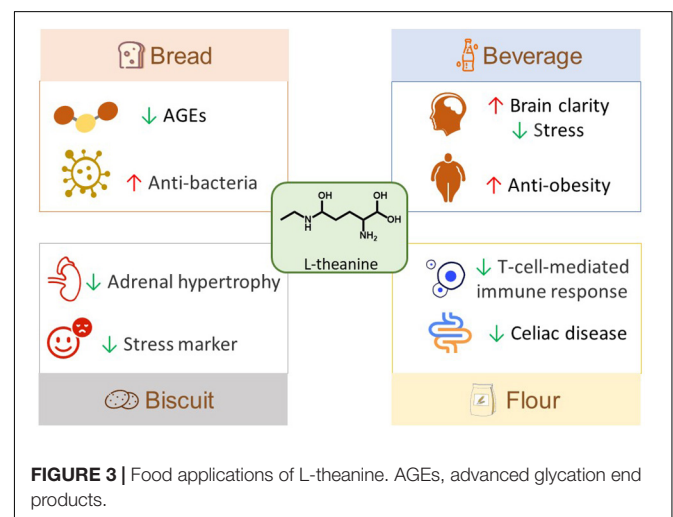 Bread
↓ AGEs
↑ Anti-bacteria
Beverage
↑ Brain clarity
↓ Stress
↑ Anti-obesity
OH
OH
OH
N
H
NH₂
L-theanine
↓ Adrenal hypertrophy
↓ Stress marker
Biscuit
↓ T-cell-mediated
immune response
↓ Celiac disease
Flour
FIGURE 3 | Food applications of L-theanine. AGEs, advanced glycation end
products.